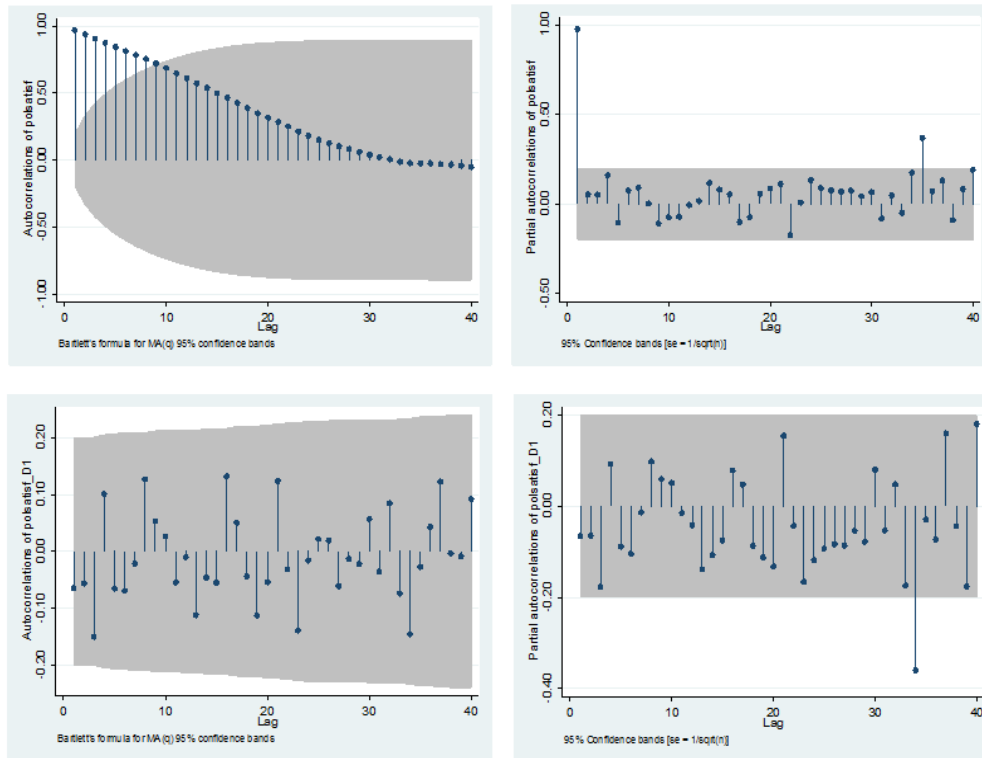 Autocorrelations of polsatisf
1.00
0.50
0.00
-0.50
-1.00
0 10 20 30 40
Lag
Bartlett's formula for MA(q) 95% confidence bands
Partial autocorrelations of polsatisf
1.00
0.50
0.00
-0.50
0 10 20 30 40
Lag
95% Confidence bands [se = 1/sqrt(n)]
Autocorrelations of polsatisf_D1
0.20
0.10
0.00
-0.10
-0.20
0 10 20 30 40
Lag
Bartlett's formula for MA(q) 95% confidence bands
Partial autocorrelations of polsatisf_D1
0.20
0.00
-0.20
-0.40
0 10 20 30 40
Lag
95% Confidence bands [se = 1/sqrt(n)]